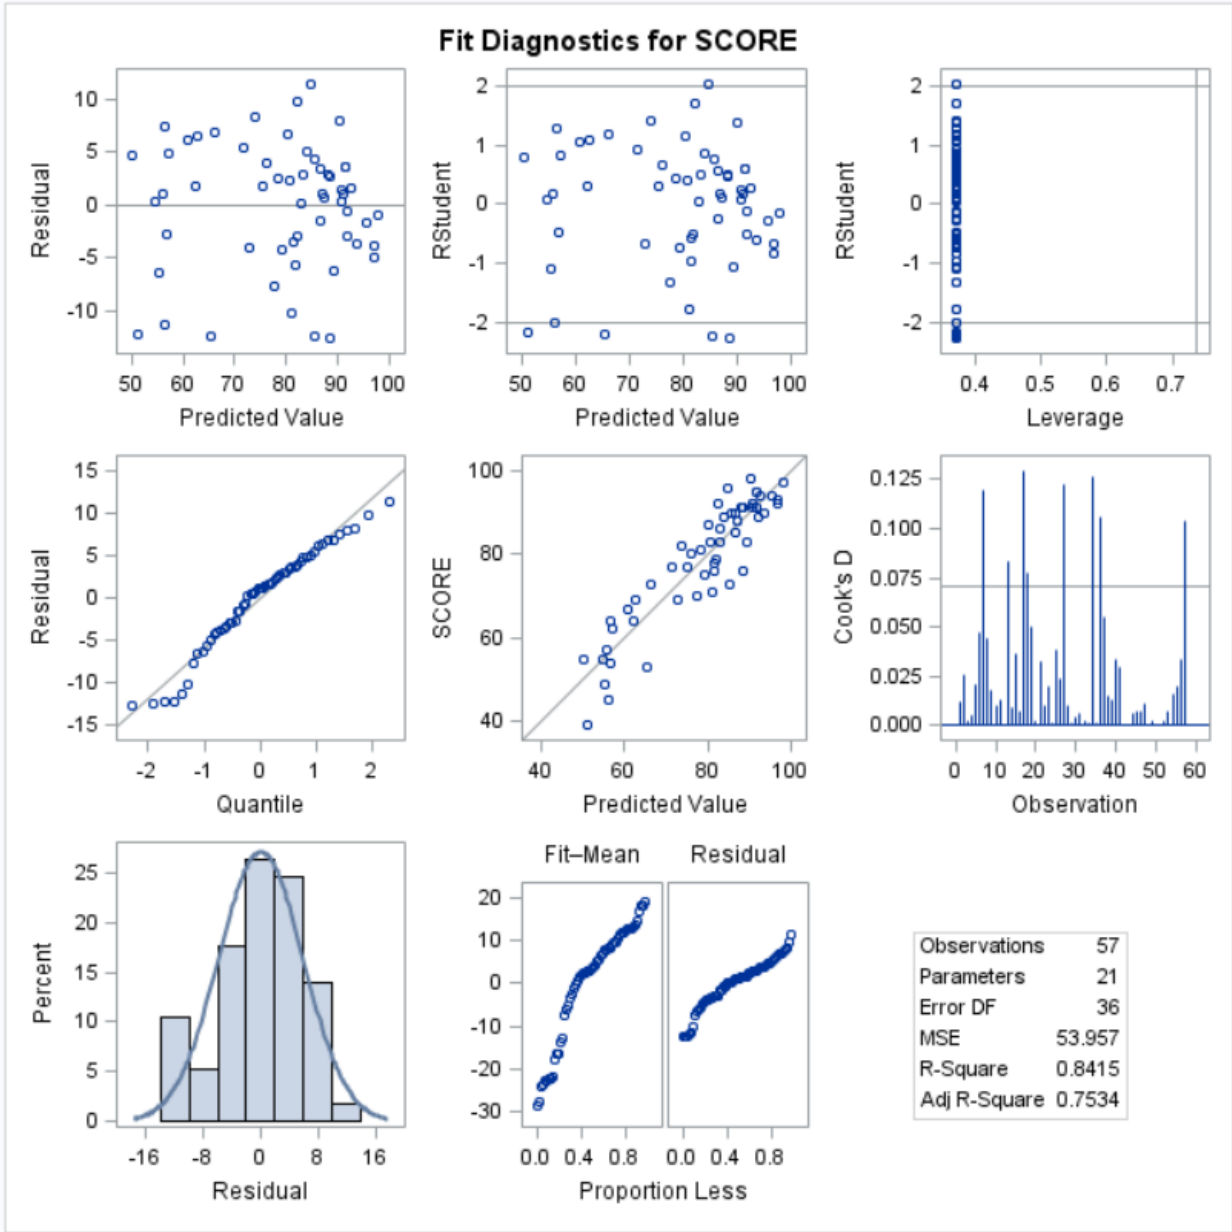 Fit Diagnostics for SCORE
10
5
0
-5
-10
Residual
50 60 70 80 90 100
Predicted Value
2
1
0
-1
-2
RStudent
50 60 70 80 90 100
Predicted Value
2
1
0
-1
-2
RStudent
0.4 0.5 0.6 0.7
Leverage
15
10
5
0
-5
-10
-15
Residual
-2 -1 0 1 2
Quantile
100
80
60
40
SCORE
40 60 80 100
Predicted Value
0.125
0.100
0.075
0.050
0.025
0.000
Cook's D
0 10 20 30 40 50 60
Observation
25
20
15
10
5
0
Percent
-16 -8 0 8 16
Residual
Fit–Mean Residual
20
10
0
-10
-20
-30
0.0 0.4 0.8 0.0 0.4 0.8
Proportion Less
Observations 57
Parameters 21
Error DF 36
MSE 53.957
R-Square 0.8415
Adj R-Square 0.7534